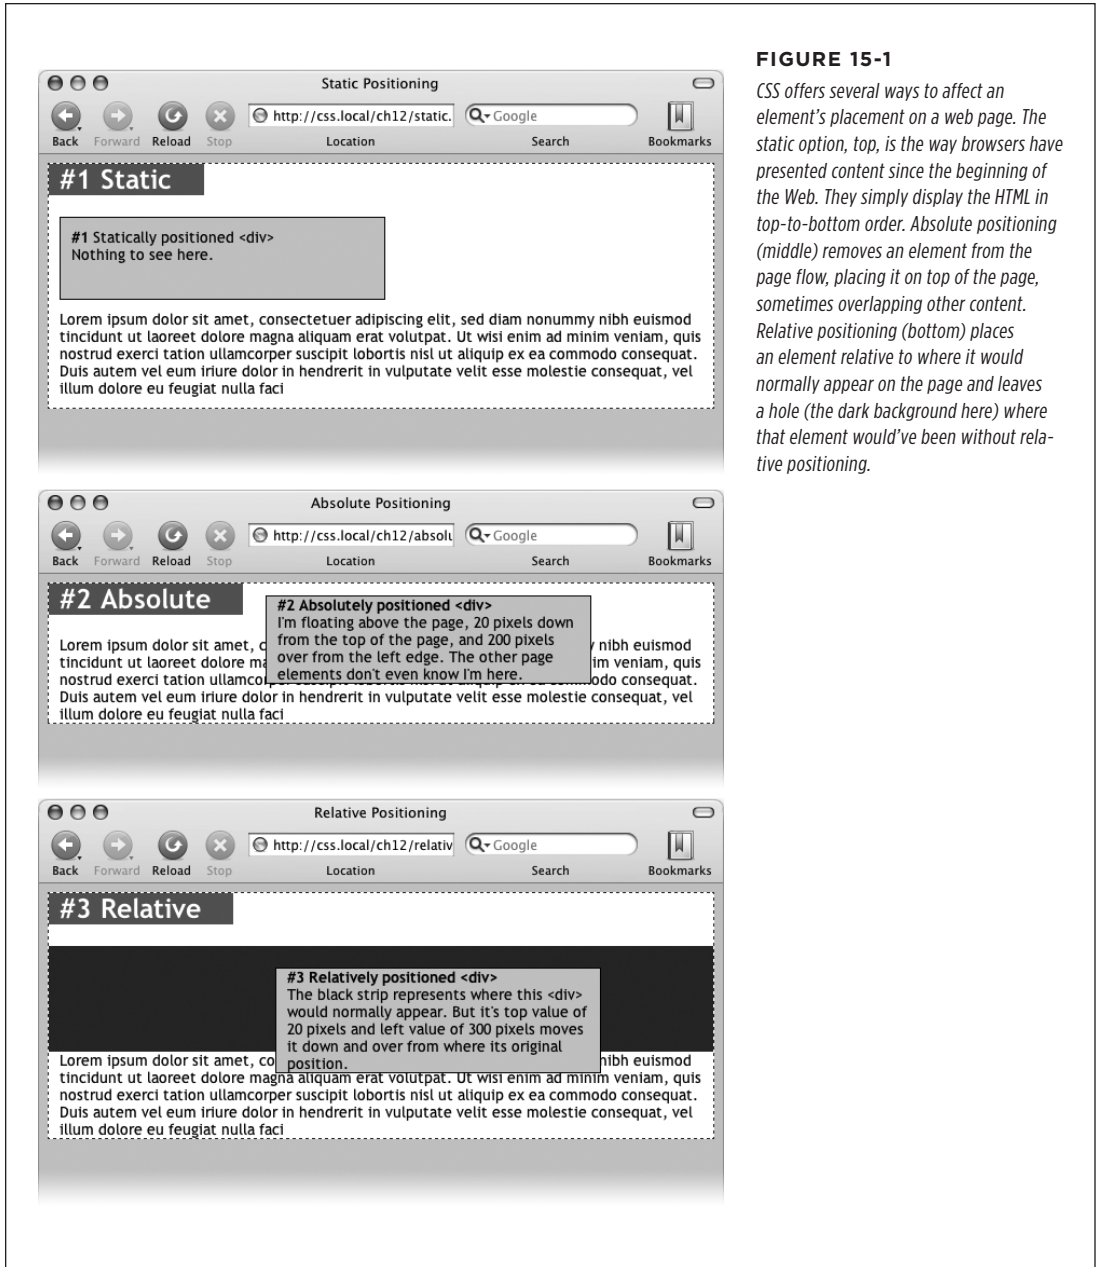 FIGURE 15-1
CSS offers several ways to affect an
element's placement on a web page. The
static option, top, is the way browsers have
presented content since the beginning of
the Web. They simply display the HTML in
top-to-bottom order. Absolute positioning
(middle) removes an element from the
page flow, placing it on top of the page,
sometimes overlapping other content.
Relative positioning (bottom) places
an element relative to where it would
normally appear on the page and leaves
a hole (the dark background here) where
that element would've been without rela-
tive positioning.
Static Positioning
http://css.local/ch12/static.
Google
Back Forward Reload Stop Location Search Bookmarks
#1 Static
#1 Statically positioned <div>
Nothing to see here.
Lorem ipsum dolor sit amet, consectetuer adipiscing elit, sed diam nonummy nibh euismod
tincidunt ut laoreet dolore magna aliquam erat volutpat. Ut wisi enim ad minim veniam, quis
nostrud exerci tation ullamcorper suscipit lobortis nisl ut aliquip ex ea commodo consequat.
Duis autem vel eum iriure dolor in hendrerit in vulputate velit esse molestie consequat, vel
illum dolore eu feugiat nulla faci
Absolute Positioning
http://css.local/ch12/absolu
Google
Back Forward Reload Stop Location Search Bookmarks
#2 Absolute
#2 Absolutely positioned <div>
I'm floating above the page, 20 pixels down
from the top of the page, and 200 pixels
over from the left edge. The other page
elements don't even know I'm here.
Lorem ipsum dolor sit amet, c nibh euismod
tincidunt ut laoreet dolore ma im veniam, quis
nostrud exerci tation ullamco odo consequat.
Duis autem vel eum iriure dolor in hendrerit in vulputate velit esse molestie consequat, vel
illum dolore eu feugiat nulla faci
Relative Positioning
http://css.local/ch12/relativ
Google
Back Forward Reload Stop Location Search Bookmarks
#3 Relative
#3 Relatively positioned <div>
The black strip represents where this <div>
would normally appear. But it's top value of
20 pixels and left value of 300 pixels moves
it down and over from where its original
position.
Lorem ipsum dolor sit amet, co nibh euismod
tincidunt ut laoreet dolore magna aliquam erat volutpat. Ut wisi enim ad minim veniam, quis
nostrud exerci tation ullamcorper suscipit lobortis nisl ut aliquip ex ea commodo consequat.
Duis autem vel eum iriure dolor in hendrerit in vulputate velit esse molestie consequat, vel
illum dolore eu feugiat nulla faci